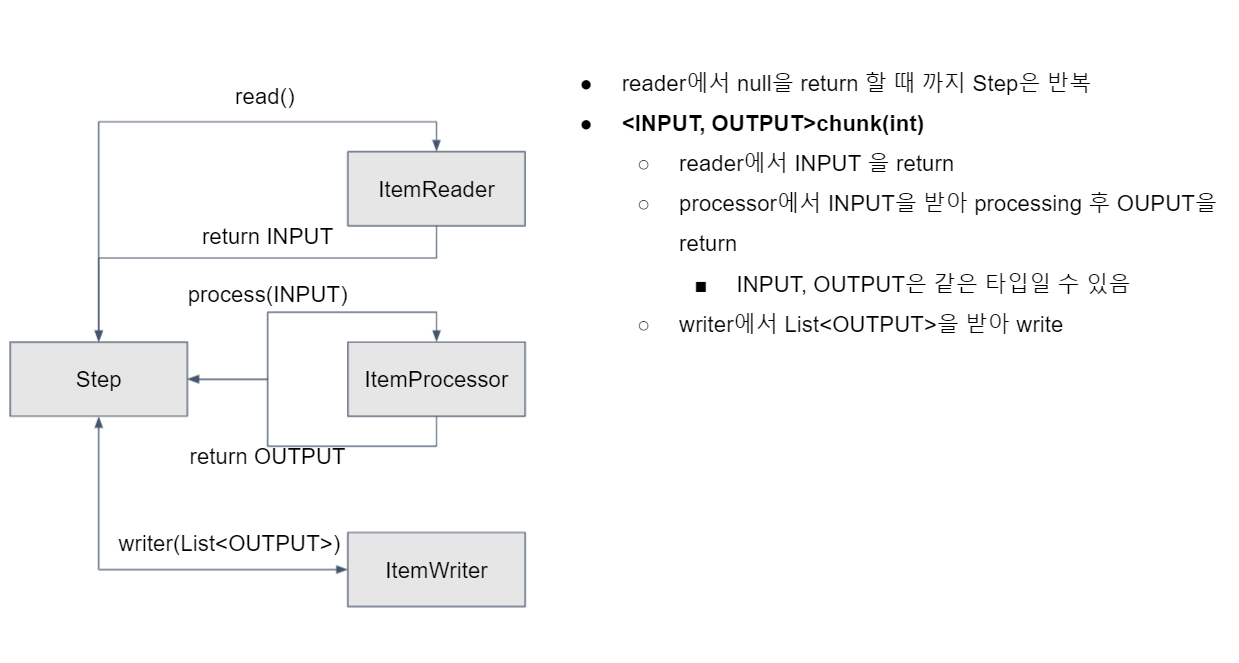 read()
ItemReader
return INPUT
process(INPUT)
Step
ItemProcessor
return OUTPUT
writer(List<OUTPUT>)
ItemWriter
● reader에서 null을 return 할 때 까지 Step은 반복
● <INPUT, OUTPUT>chunk(int)
○ reader에서 INPUT 을 return
○ processor에서 INPUT을 받아 processing 후 OUPUT을
return
■ INPUT, OUTPUT은 같은 타입일 수 있음
○ writer에서 List<OUTPUT>을 받아 write